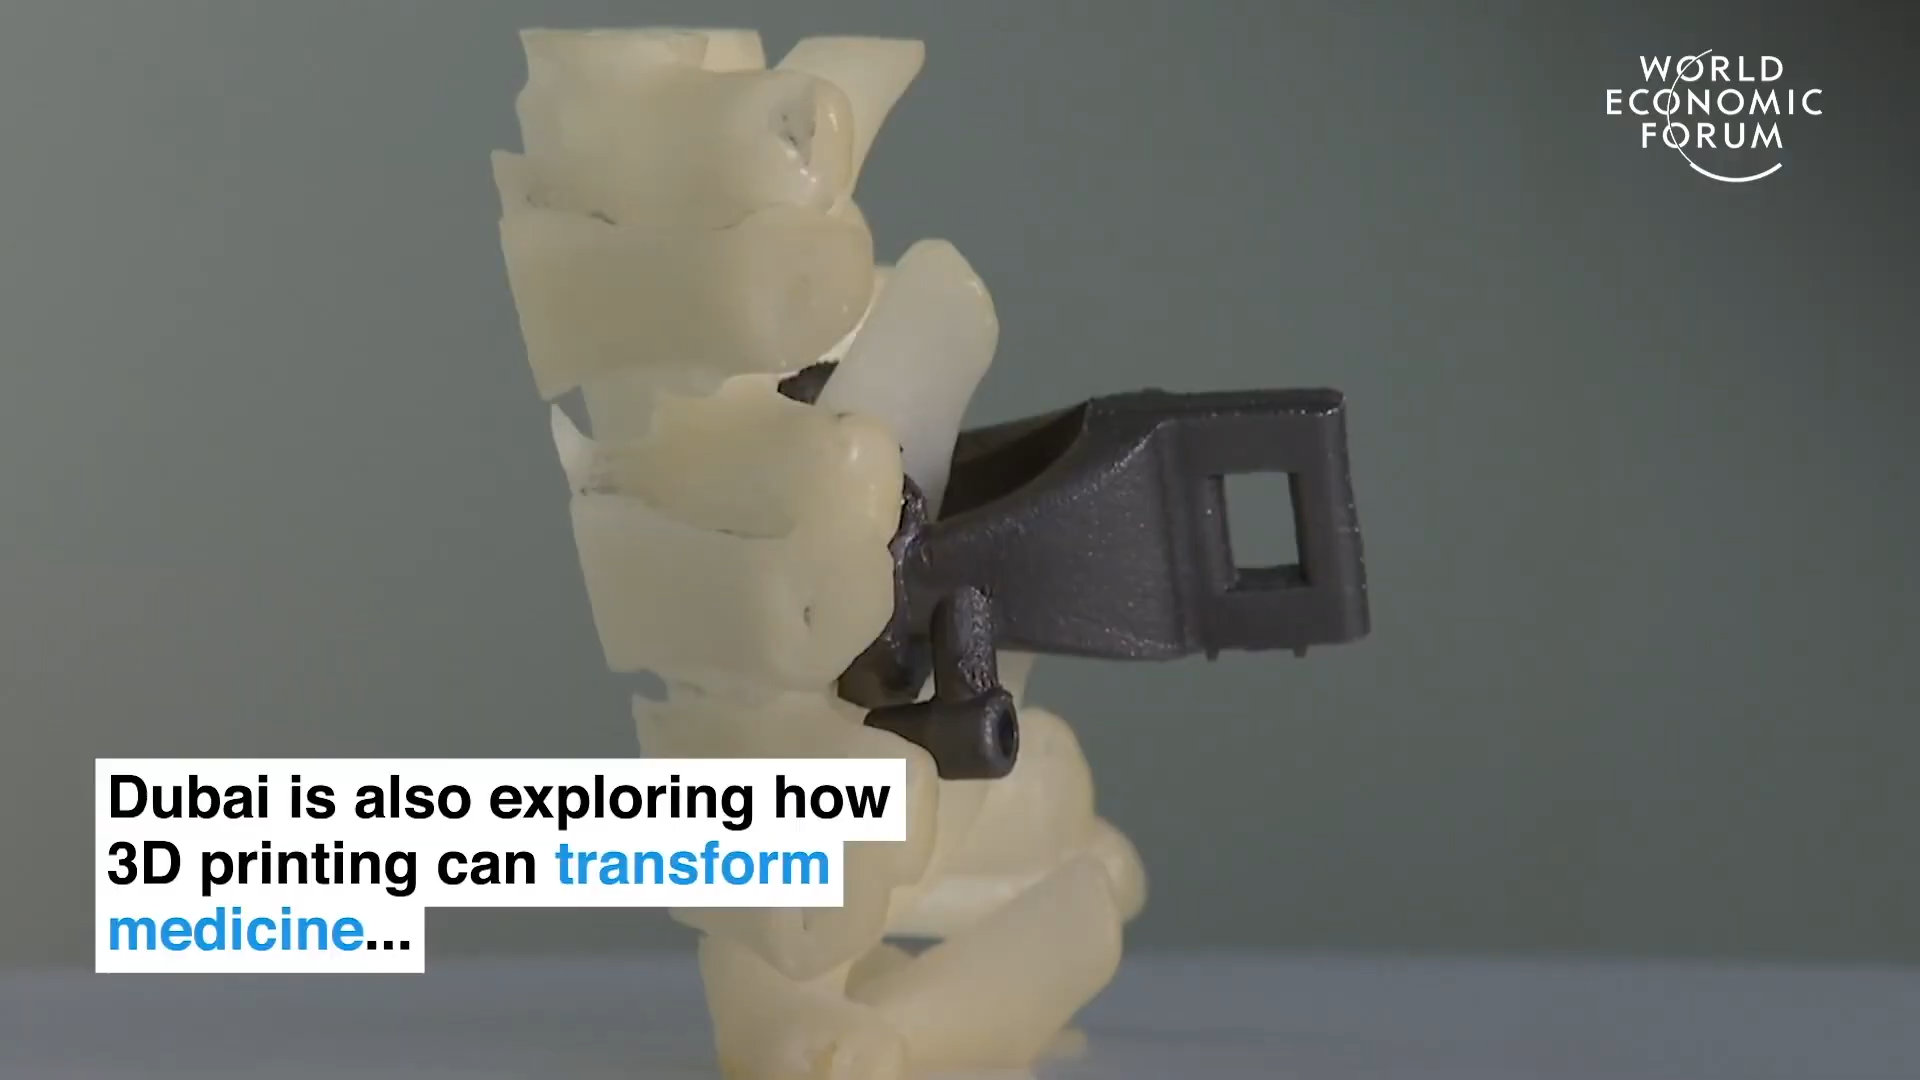 WORLD
ECONOMIC
FORUM
Dubai is also exploring how
3D printing can transform
medicine...